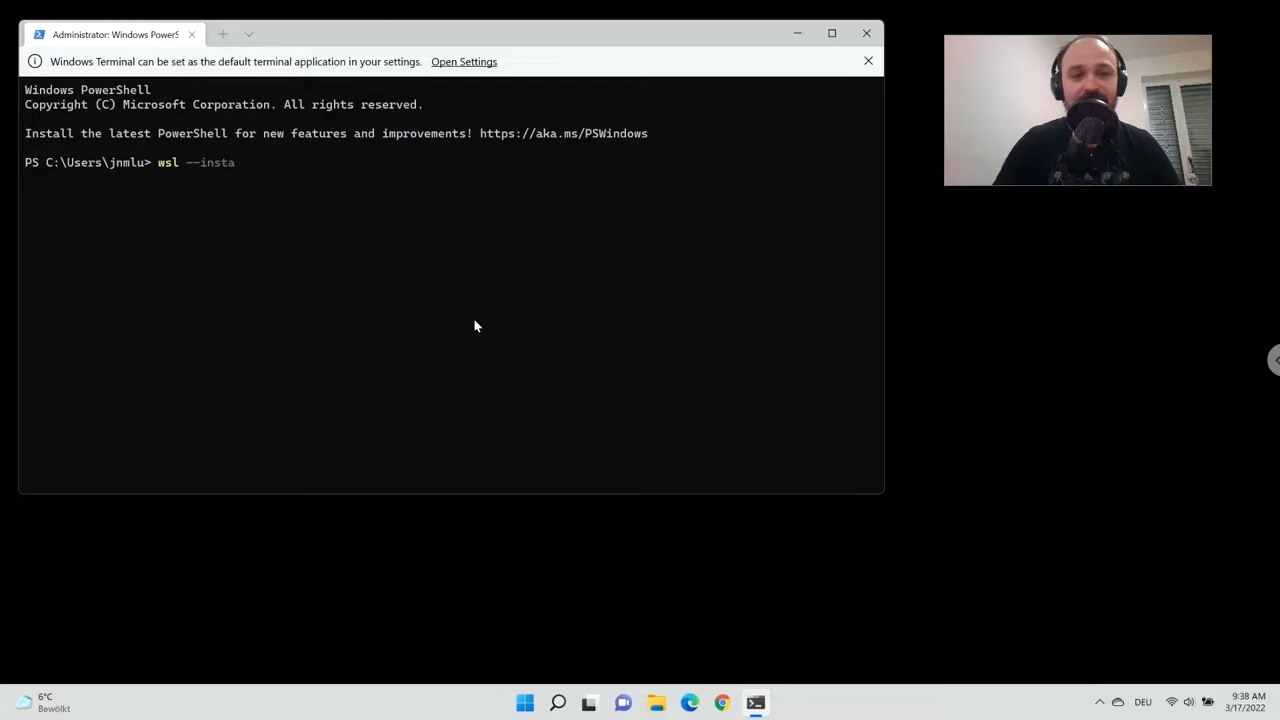 Administrator: Windows PowerS
Windows Terminal can be set as the default terminal application in your settings. Open Settings
Windows PowerShell
Copyright (C) Microsoft Corporation. All rights reserved.
Install the latest PowerShell for new features and improvements! https://aka.ms/PSWindows
PS C:\Users\jnmlu> wsl --insta
6°C
Bewölkt
DEU
9:38 AM
3/17/2022